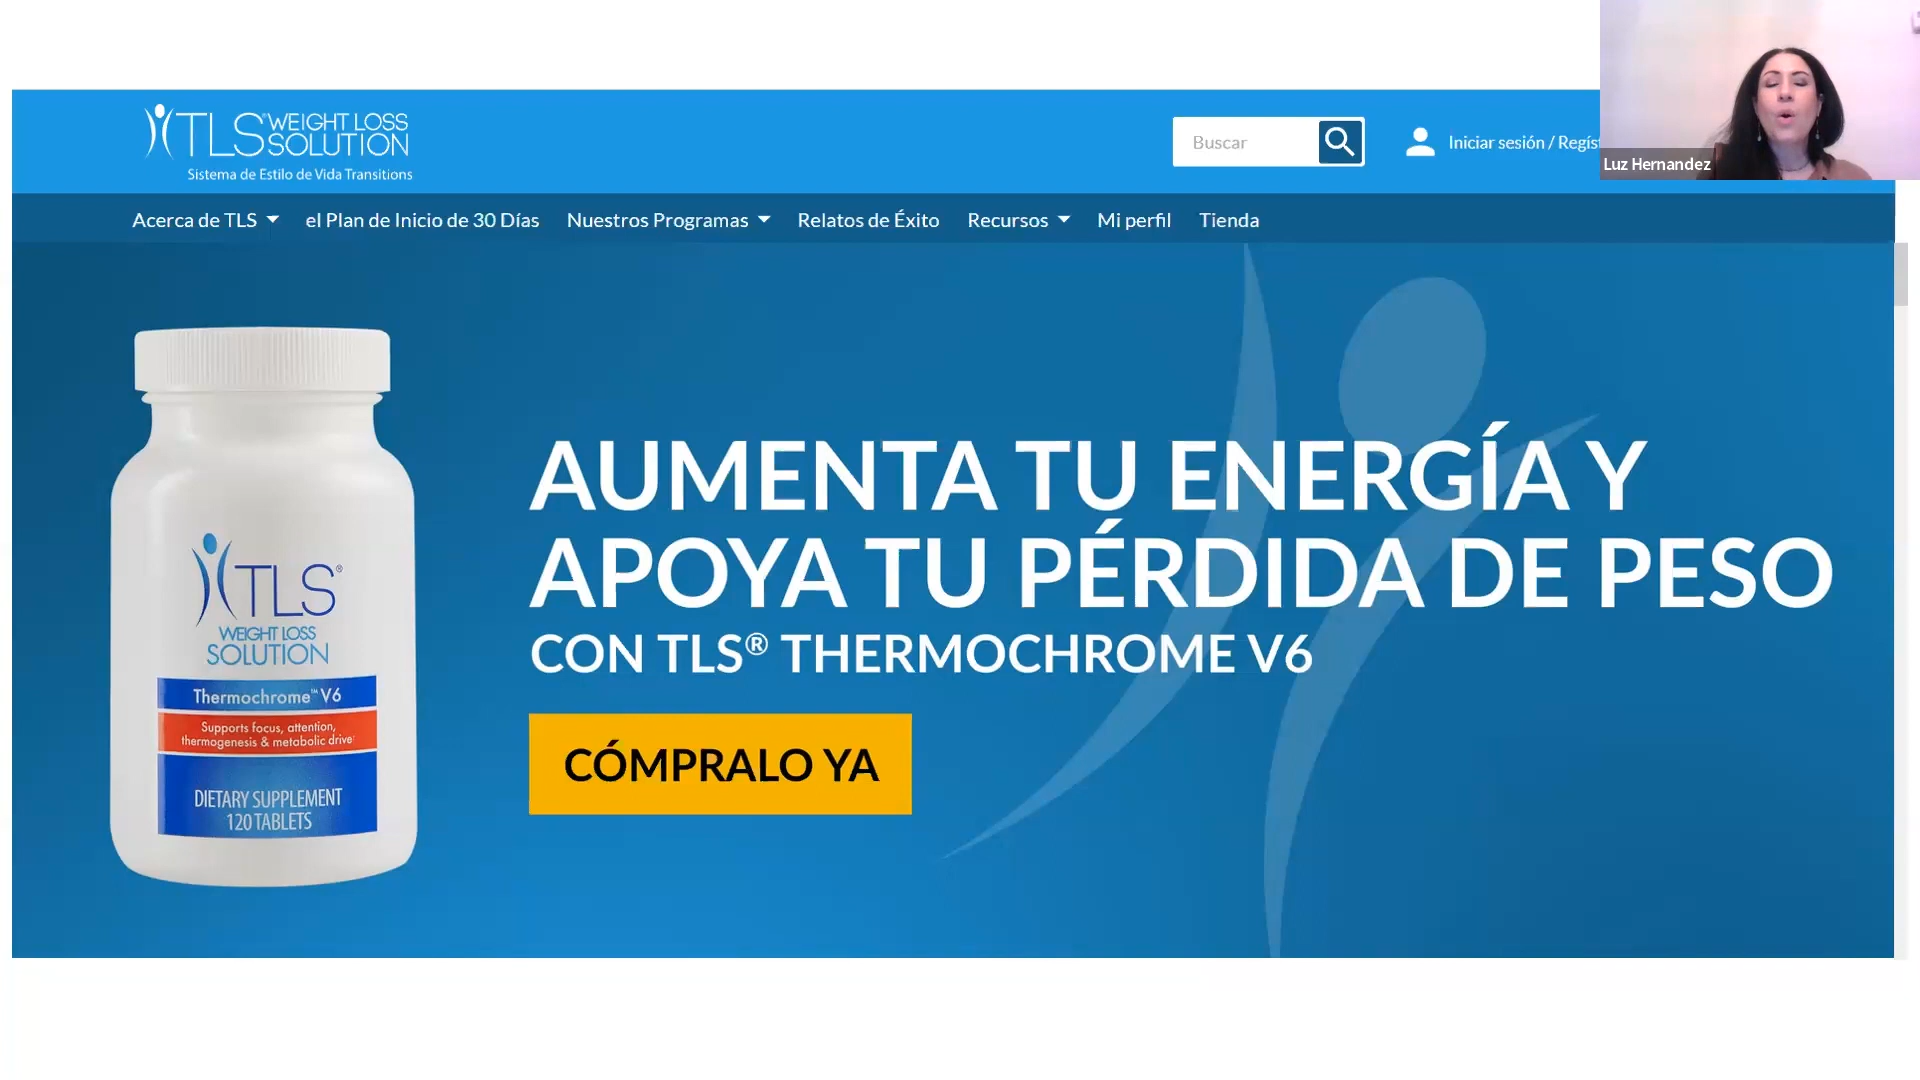 TLS® WEIGHT LOSS
SOLUTION
Sistema de Estilo de Vida Transitions
Buscar
Iniciar sesión / Regíst
Luz Hernandez
Acerca de TLS
el Plan de Inicio de 30 Días
Nuestros Programas
Relatos de Éxito
Recursos
Mi perfil
Tienda
AUMENTA TU ENERGÍA Y
APOYA TU PÉRDIDA DE PESO
CON TLS® THERMOCHROME V6
CÓMPRALO YA
TLS®
WEIGHT LOSS
SOLUTION
Thermochrome™ V6
Supports focus, attention,
thermogenesis & metabolic drive†
DIETARY SUPPLEMENT
120 TABLETS